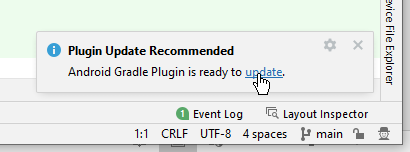 Plugin Update Recommended
Android Gradle Plugin is ready to update.
Device File Explorer
1 Event Log Layout Inspector
1:1 CRLF UTF-8 4 spaces main